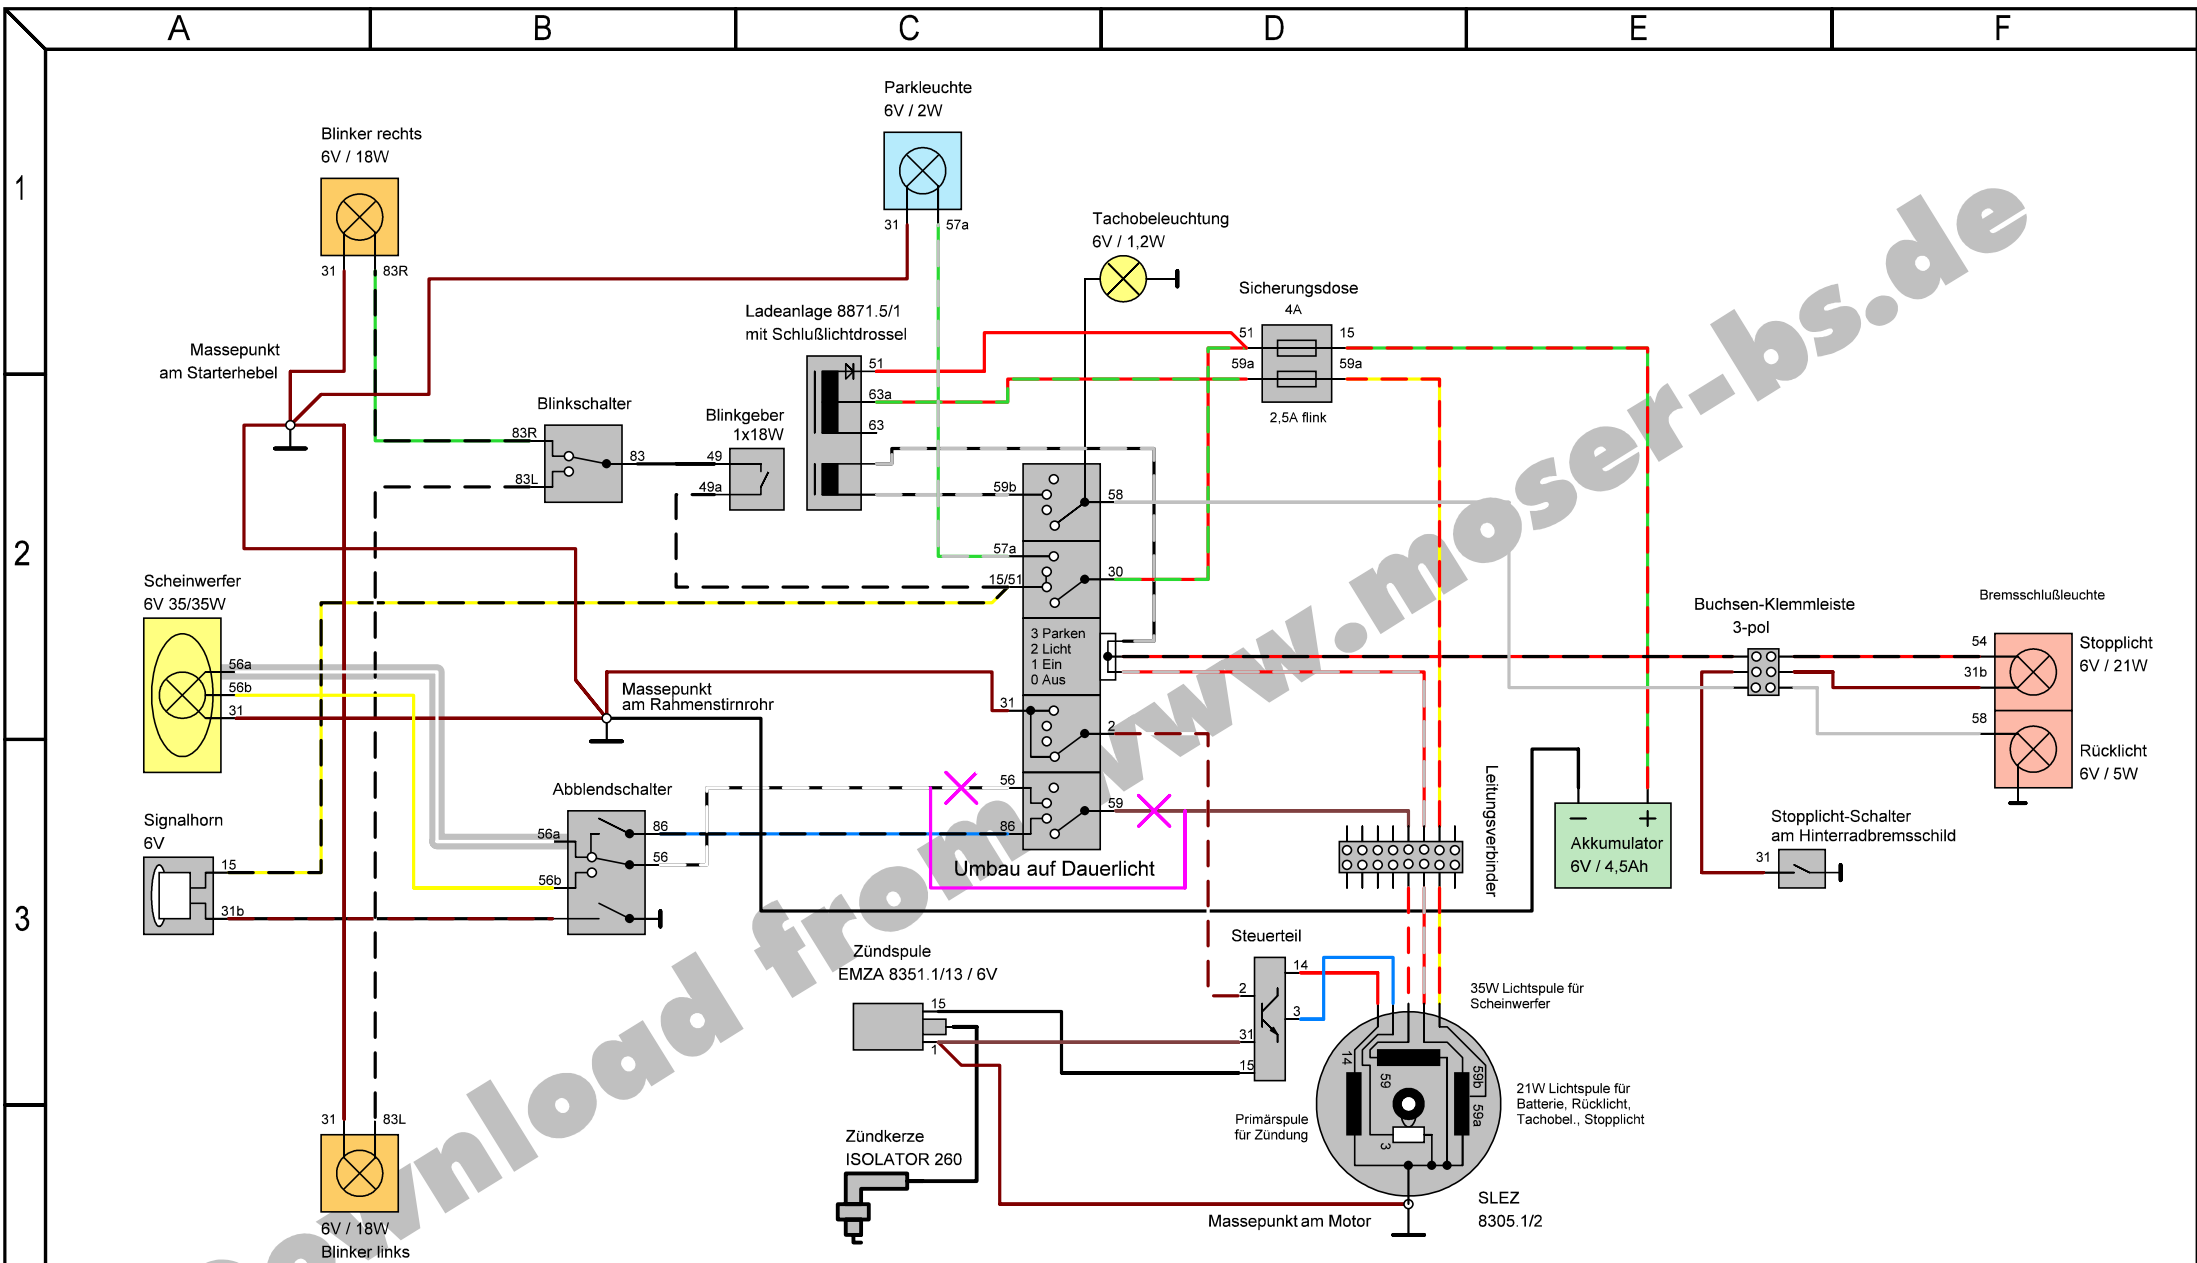 A B C D E F
1
2
3
Parkleuchte
6V / 2W
31
57a
Blinker rechts
6V / 18W
31
83R
Tachobeleuchtung
6V / 1,2W
Sicherungsdose
4A
51
15
59a
59a
2,5A flink
Ladeanlage 8871.5/1
mit Schlußlichtdrossel
51
63a
63
Massepunkt
am Starterhebel
Blinkschalter
83R
83L
83
Blinkgeber
1x18W
49
49a
59b
58
57a
15/51
30
3 Parken
2 Licht
1 Ein
0 Aus
31
2
56
59
86
Scheinwerfer
6V 35/35W
56a
56b
31
Massepunkt
am Rahmenstirnrohr
Buchsen-Klemmleiste
3-pol
Bremsschlußleuchte
54
31b
58
Stopplicht
6V / 21W
Rücklicht
6V / 5W
Abblendschalter
56a
56b
86
56
Signalhorn
6V
15
31b
Umbau auf Dauerlicht
Leitungsverbinder
Akkumulator
6V / 4,5Ah
Stopplicht-Schalter
am Hinterradbremsschild
31
Zündspule
EMZA 8351.1/13 / 6V
15
1
Steuerteil
14
2
3
31
15
35W Lichtspule für
Scheinwerfer
14
59
59b
59a
3
21W Lichtspule für
Batterie, Rücklicht,
Tachobel., Stopplicht
Primärspule
für Zündung
Zündkerze
ISOLATOR 260
SLEZ
8305.1/2
Massepunkt am Motor
31
83L
6V / 18W
Blinker links
Download from www.moser-bs.de